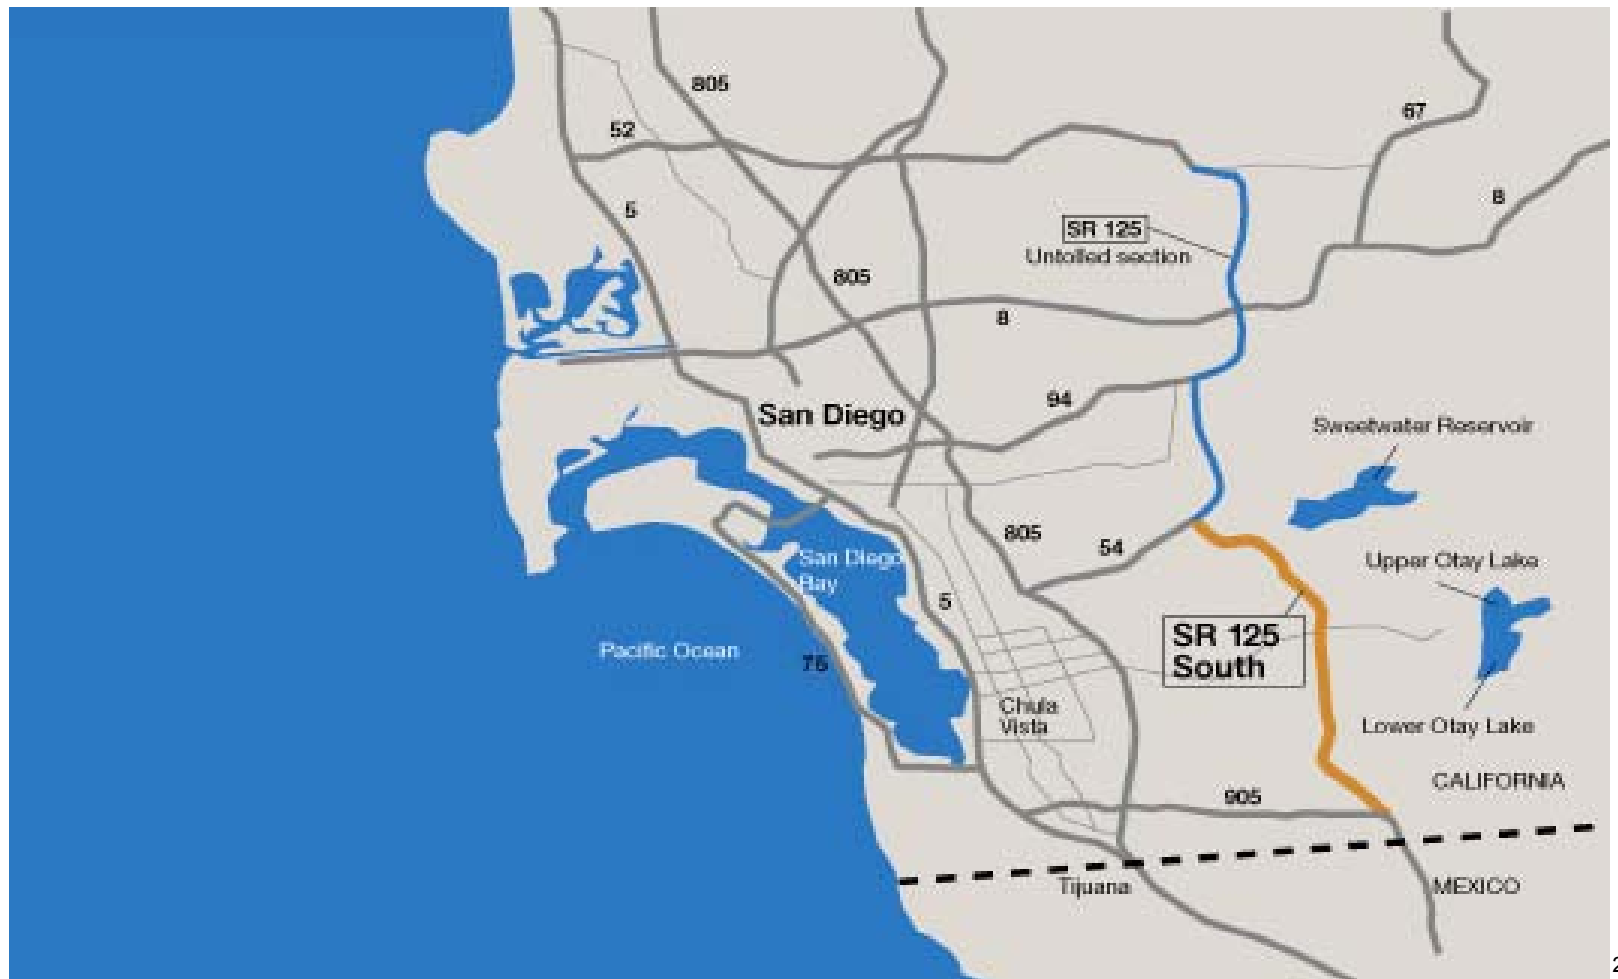 805
52
67
5
8
SR 125
Untolled section
805
8
94
San Diego
Sweetwater Reservoir
805
54
San Diego
Bay
Upper Otay Lake
5
SR 125
South
Pacific Ocean
75
Chula
Vista
Lower Otay Lake
CALIFORNIA
905
Tijuana
MEXICO
2